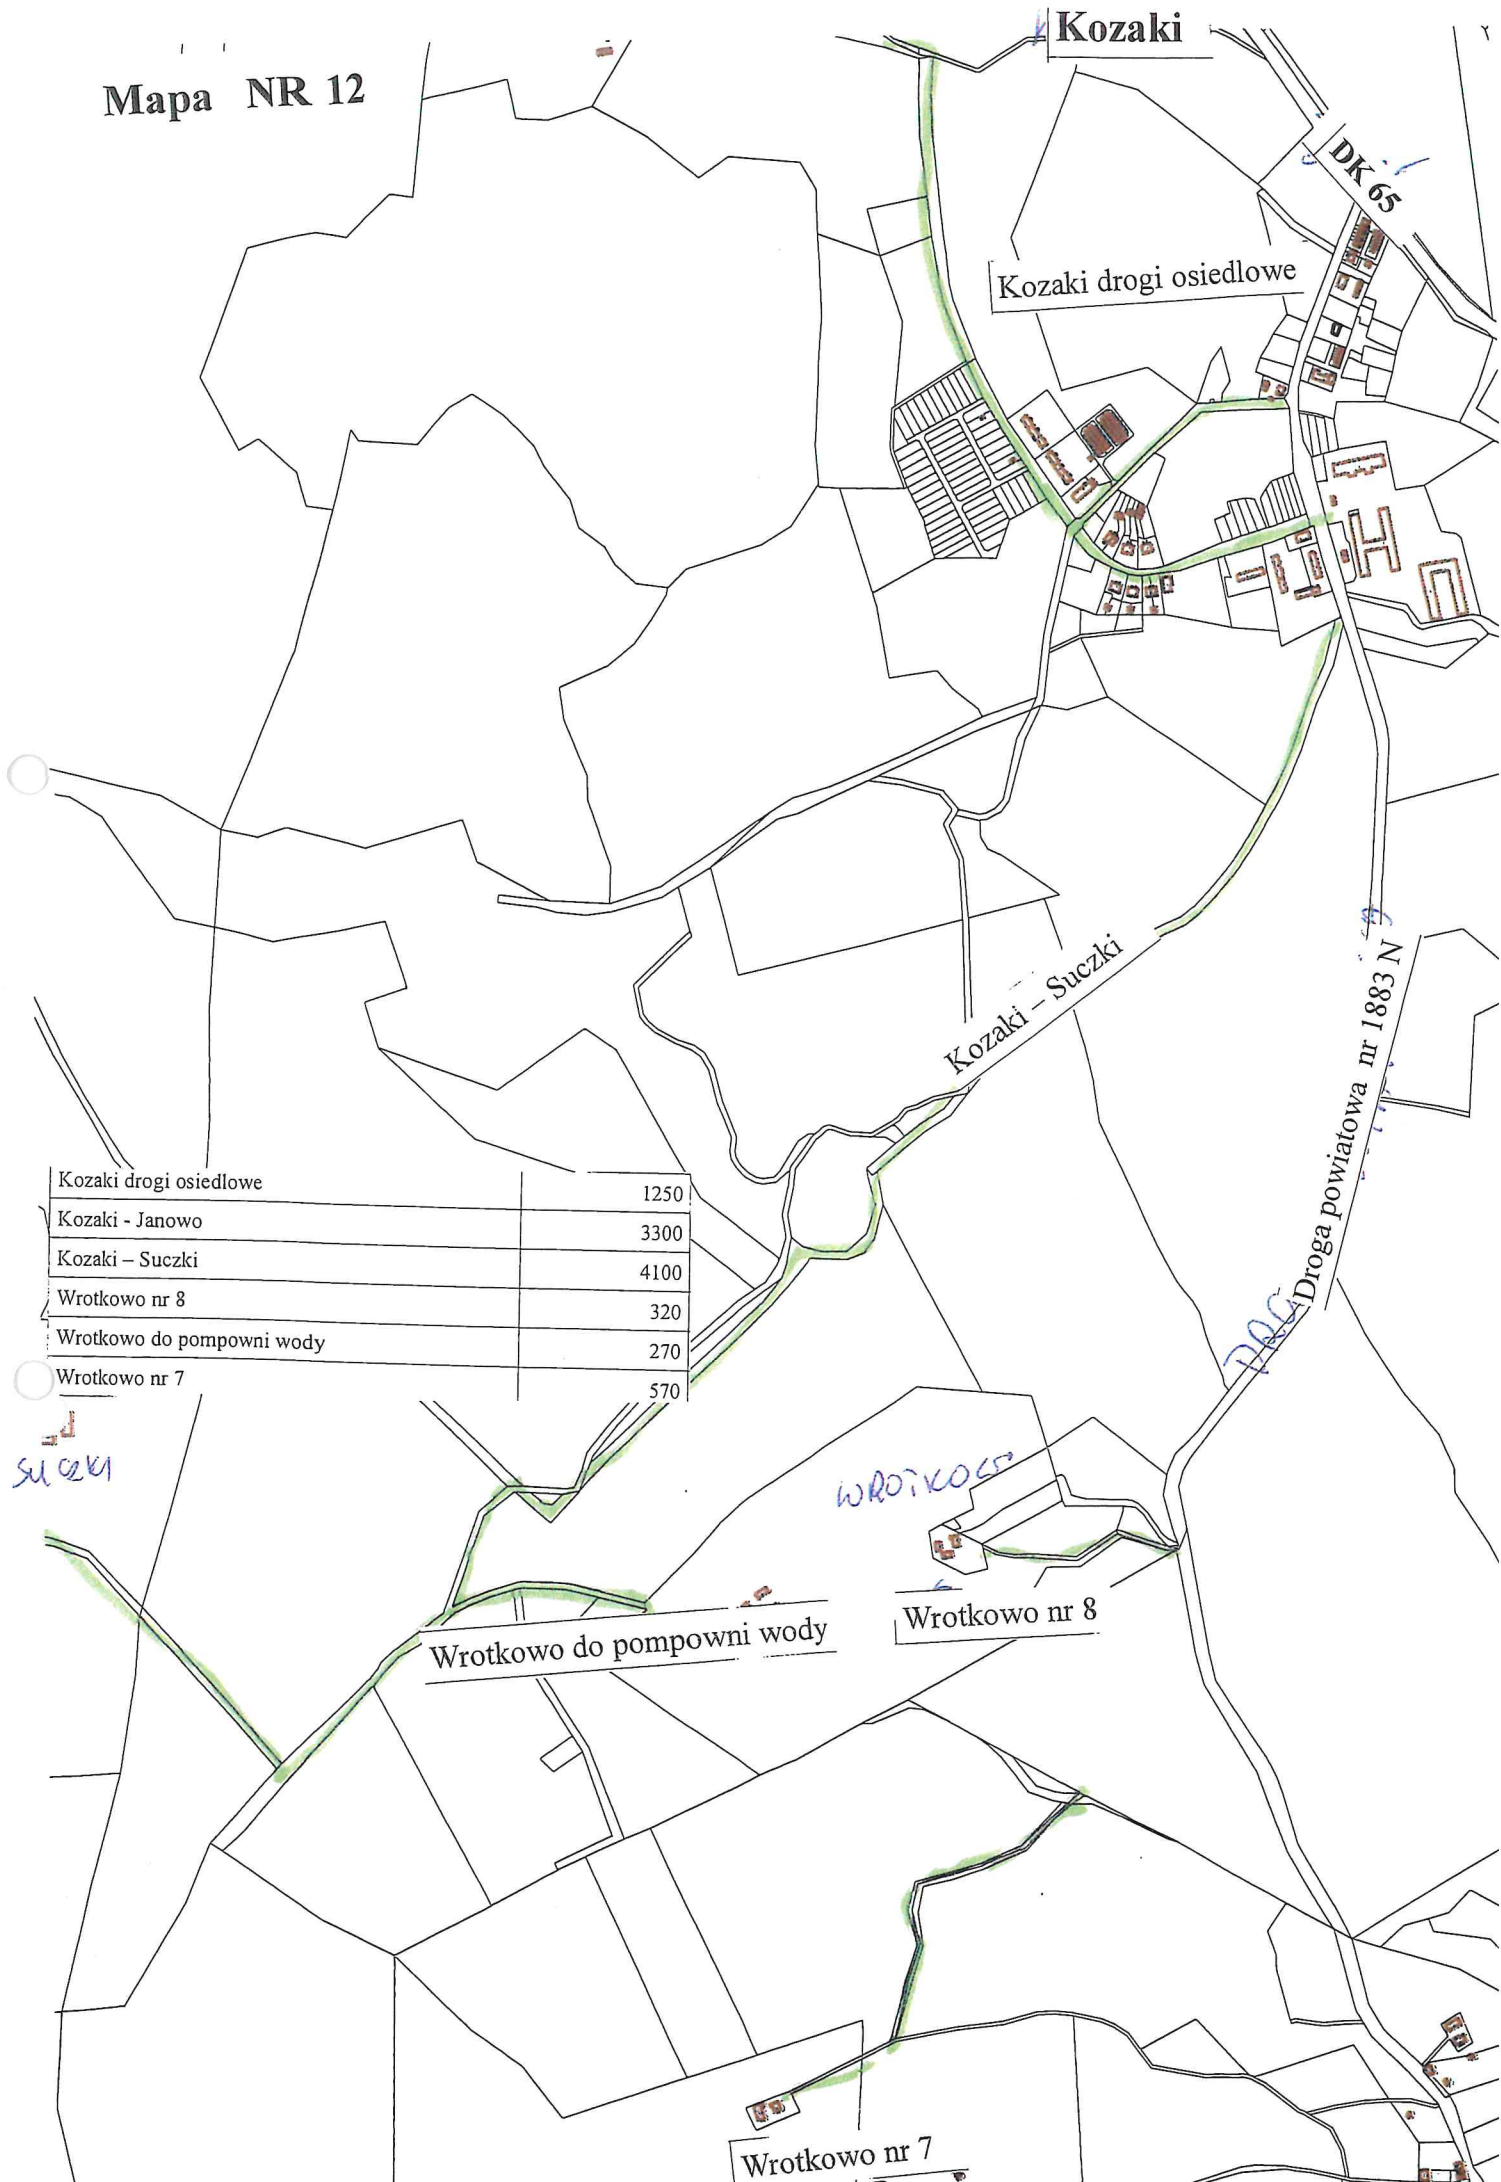 Kozaki
Mapa NR 12
DK 65
Kozaki drogi osiedlowe
Kozaki – Suczki
Droga powiatowa nr 1883 N
Kozaki drogi osiedlowe 1250
Kozaki - Janowo 3300
Kozaki – Suczki 4100
Wrotkowo nr 8 320
Wrotkowo do pompowni wody 270
Wrotkowo nr 7 570
Wrotkowo nr 8
Wrotkowo do pompowni wody
Wrotkowo nr 7